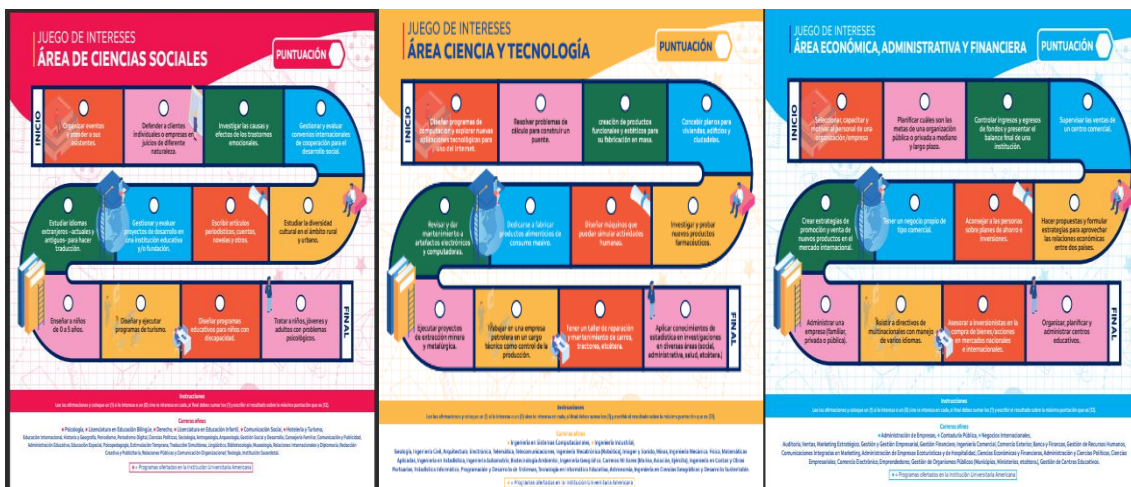 JUEGO DE INTERESES
ÁREA DE CIENCIAS SOCIALES
PUNTUACIÓN
INICIO
Organizar eventos
y atender a sus
asistentes.
Defender a clientes
individuales o empresas en
juicios de diferente
naturaleza.
Investigar las causas y
efectos de los trastornos
emocionales.
Gestionar y evaluar
convenios internacionales
de cooperación para el
desarrollo social.
Estudiar idiomas
extranjeros -actuales y
antiguos- para hacer
traducción.
Gestionar y evaluar
proyectos de desarrollo en
una institución educativa
y/o fundación.
Escribir artículos
periodísticos, cuentos,
novelas y otros.
Estudiar la diversidad
cultural en el ámbito rural
y urbano.
Enseñar a niños
de 0 a 5 años.
Diseñar y ejecutar
programas de turismo.
Diseñar programas
educativos para niños con
discapacidad.
Tratar a niños, jóvenes y
adultos con problemas
psicológicos.
FINAL
Instrucciones
Carreras afines
JUEGO DE INTERESES
ÁREA CIENCIA Y TECNOLOGÍA
PUNTUACIÓN
INICIO
Diseñar programas de
computación y explorar nuevas
aplicaciones tecnológicas para
uso del internet.
Resolver problemas de
cálculo para construir un
puente.
creación de productos
funcionales y estéticos para
su fabricación en masa.
Concebir planos para
viviendas, edificios y
ciudadelas.
Revisar y dar
mantenimiento a
artefactos electrónicos
y computadoras.
Dedicarse a fabricar
productos alimenticios de
consumo masivo.
Diseñar máquinas que
puedan simular actividades
humanas.
Investigar y probar
nuevos productos
farmacéuticos.
Ejecutar proyectos
de extracción minera
y metalúrgica.
Trabajar en una empresa
petrolera en un cargo
técnico como control de la
producción.
Tener un taller de reparación
y mantenimiento de carros,
tractores, etcétera.
Aplicar conocimientos de
estadística en investigaciones
en diversas áreas (social,
administrativa, salud, etcétera.)
FINAL
Instrucciones
Carreras afines
JUEGO DE INTERESES
ÁREA ECONÓMICA, ADMINISTRATIVA Y FINANCIERA
PUNTUACIÓN
INICIO
Seleccionar, capacitar y
motivar al personal de una
organización/empresa
Planificar cuáles son las
metas de una organización
pública o privada a mediano
y largo plazo.
Controlar ingresos y egresos
de fondos y presentar el
balance final de una
institución.
Supervisar las ventas de
un centro comercial.
Crear estrategias de
promoción y venta de
nuevos productos en el
mercado internacional.
Tener un negocio propio de
tipo comercial.
Aconsejar a las personas
sobre planes de ahorro e
inversiones.
Hacer propuestas y formular
estrategias para aprovechar
las relaciones económicas
entre dos países.
Administrar una
empresa (familiar,
privada o pública).
Asistir a directivos de
multinacionales con manejo
de varios idiomas.
Asesorar a inversionistas en la
compra de bienes/acciones
en mercados nacionales
e internacionales.
Organizar, planificar y
administrar centros
educativos.
FINAL
Instrucciones
Carreras afines